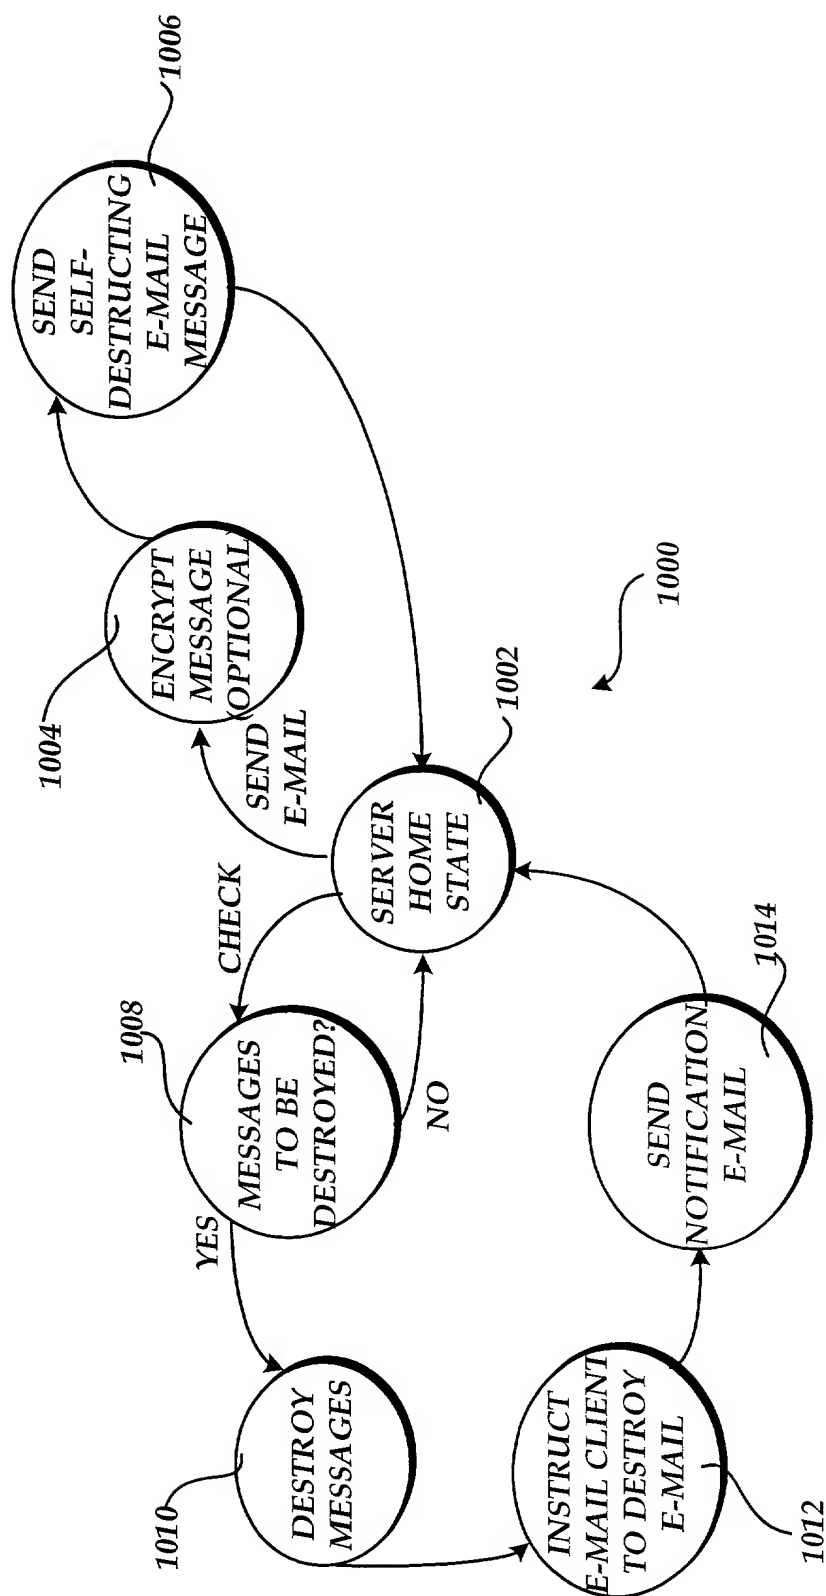 1006
SEND
SELF-
DESTRUCTING
E-MAIL
MESSAGE
1004
ENCRYPT
MESSAGE
(OPTIONAL)
SEND
E-MAIL
1000
1002
SERVER
HOME
STATE
CHECK
1008
MESSAGES
TO BE
DESTROYED?
NO
YES
1010
DESTROY
MESSAGES
1012
INSTRUCT
E-MAIL CLIENT
TO DESTROY
E-MAIL
1014
SEND
NOTIFICATION
E-MAIL